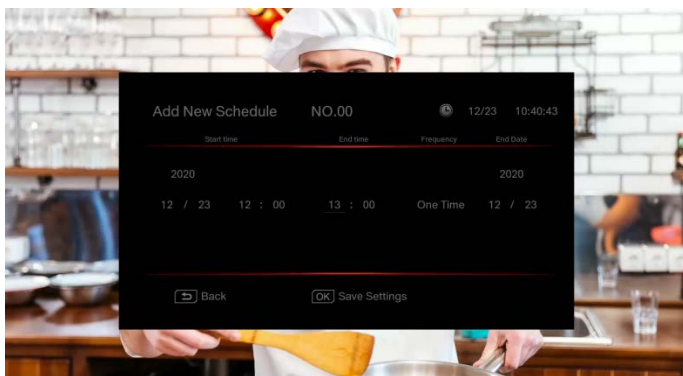 Add New Schedule NO.00 12/23 10:40:43
Start time End time Frequency End Date
2020 2020
12 / 23 12 : 00 13 : 00 One Time 12 / 23
Back OK Save Settings